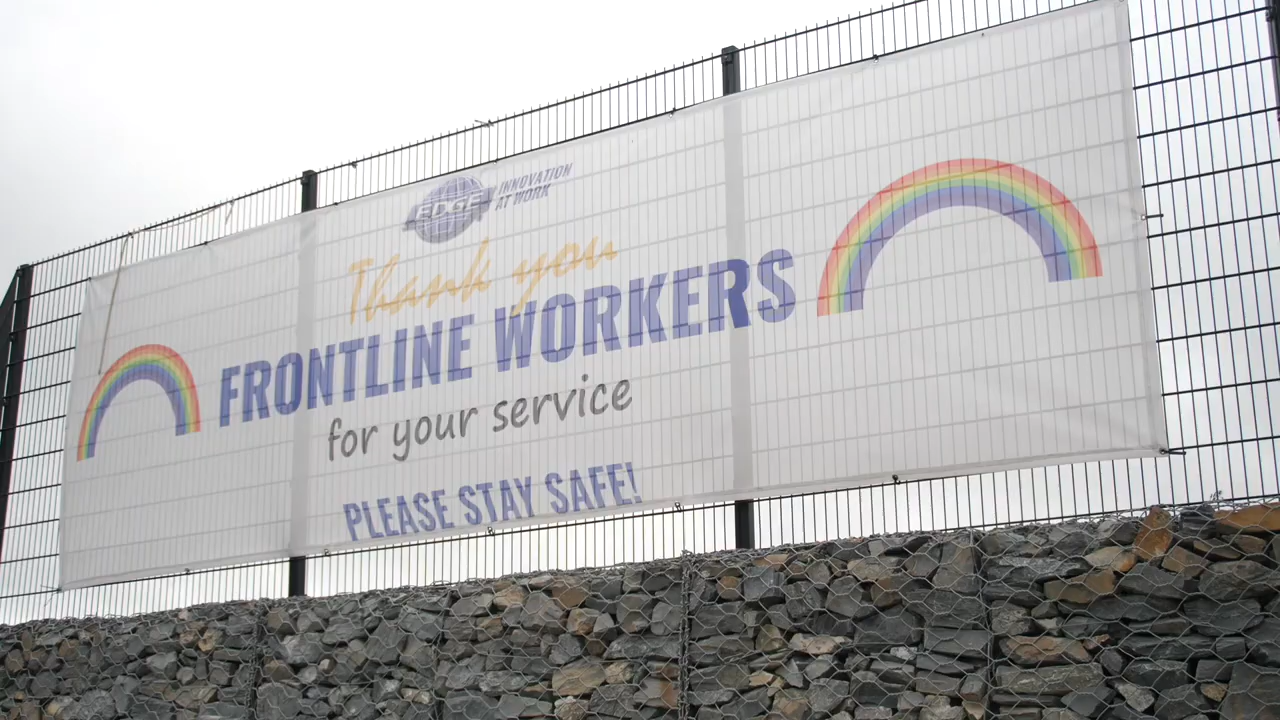 EDGE
INNOVATION
AT WORK
Thank you
FRONTLINE WORKERS
for your service
PLEASE STAY SAFE!